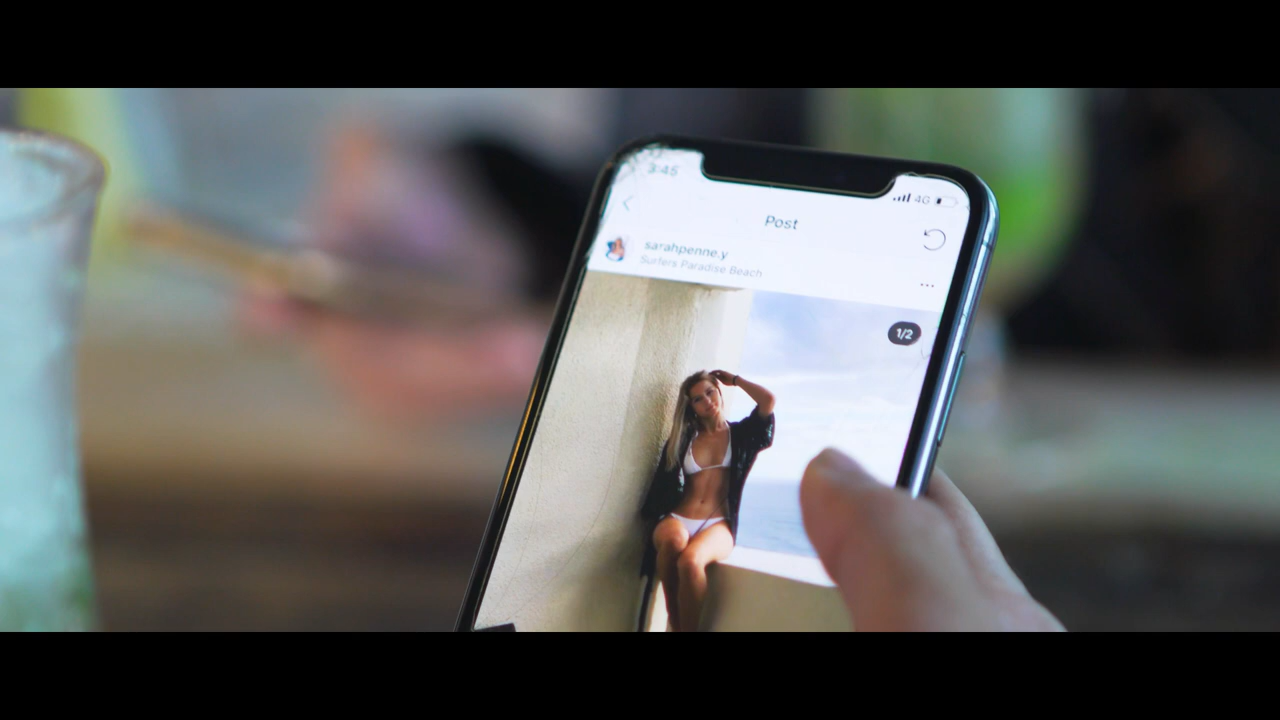 3:45
4G
Post
sarahpenne.y
Surfers Paradise Beach
...
1/2